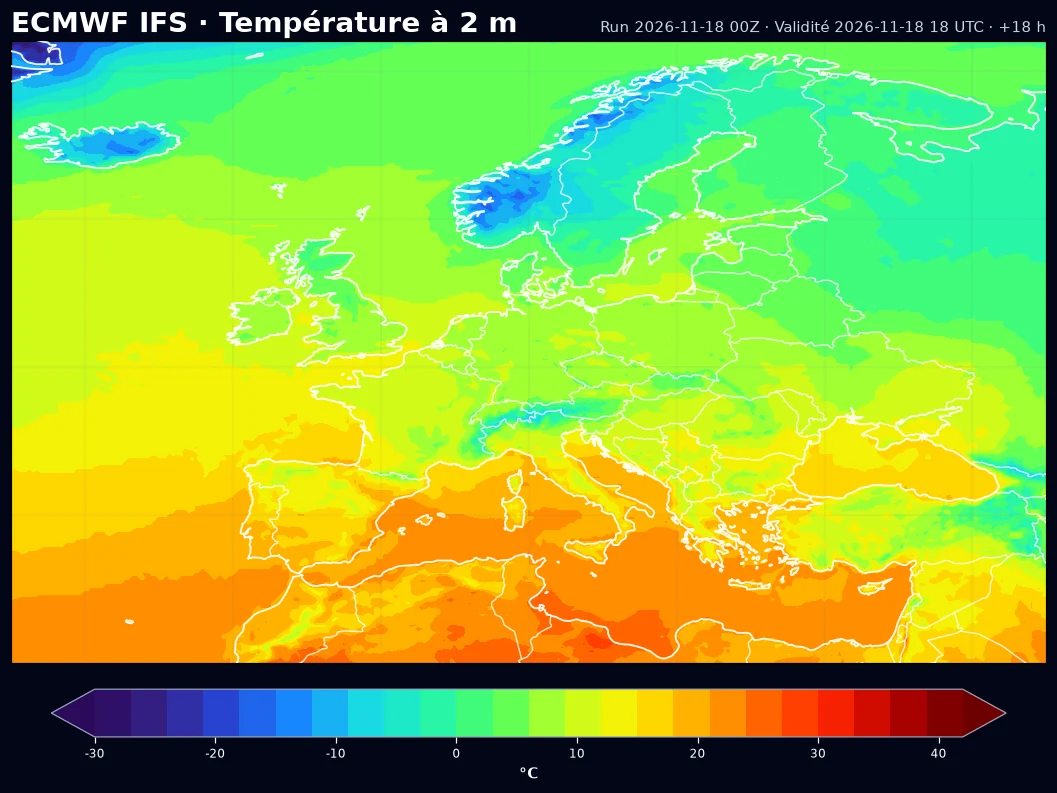 ECMWF IFS · Température à 2 m
Run 2026-11-18 00Z · Validité 2026-11-18 18 UTC · +18 h
-30 -20 -10 0 10 20 30 40
°C